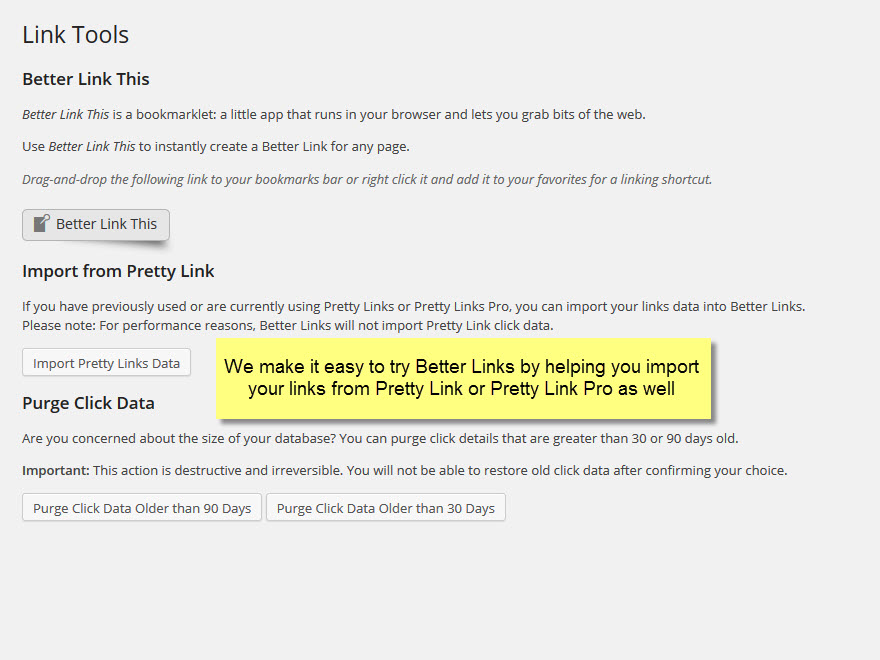 Link Tools
Better Link This
Better Link This is a bookmarklet: a little app that runs in your browser and lets you grab bits of the web.
Use Better Link This to instantly create a Better Link for any page.
Drag-and-drop the following link to your bookmarks bar or right click it and add it to your favorites for a linking shortcut.
Better Link This
Import from Pretty Link
If you have previously used or are currently using Pretty Links or Pretty Links Pro, you can import your links data into Better Links.
Please note: For performance reasons, Better Links will not import Pretty Link click data.
Import Pretty Links Data
We make it easy to try Better Links by helping you import
your links from Pretty Link or Pretty Link Pro as well
Purge Click Data
Are you concerned about the size of your database? You can purge click details that are greater than 30 or 90 days old.
Important: This action is destructive and irreversible. You will not be able to restore old click data after confirming your choice.
Purge Click Data Older than 90 Days Purge Click Data Older than 30 Days